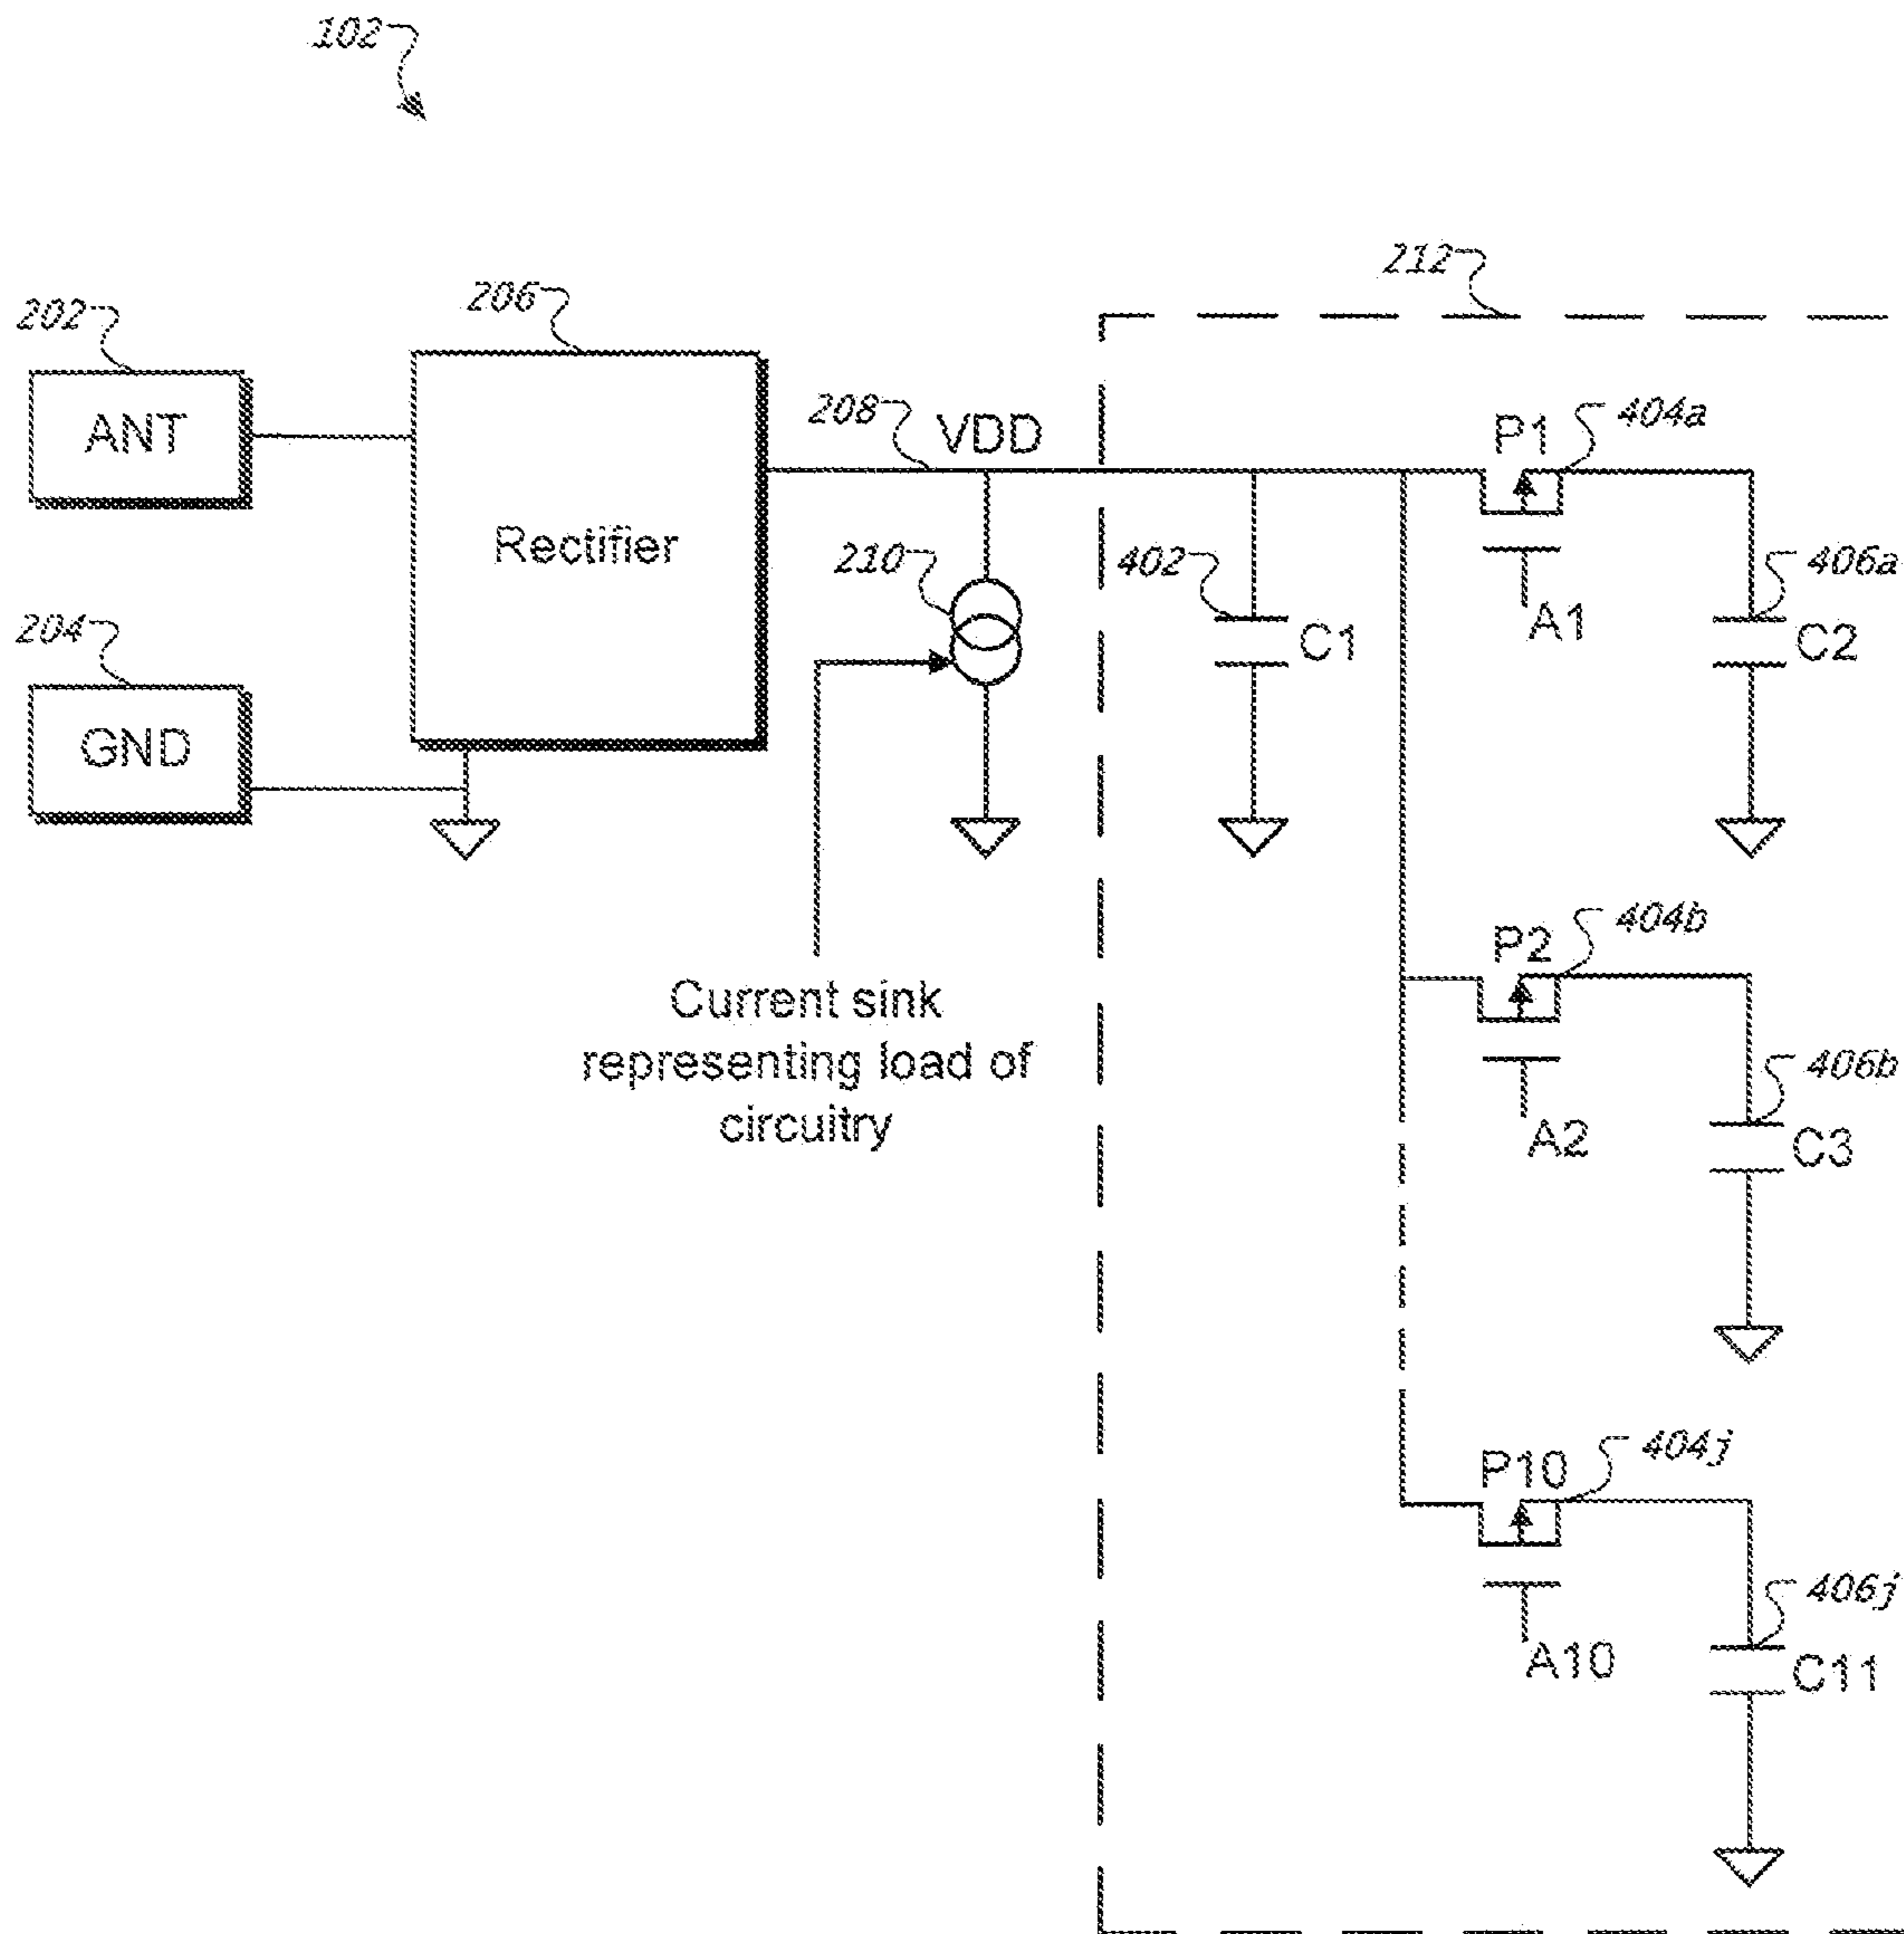 102
212
202
206
ANT
208
VDD
P1
404a
Rectifier
210
402
C1
A1
406a
C2
204
GND
P2
404b
Current sink
representing load of
circuitry
A2
406b
C3
P10
404j
A10
406j
C11